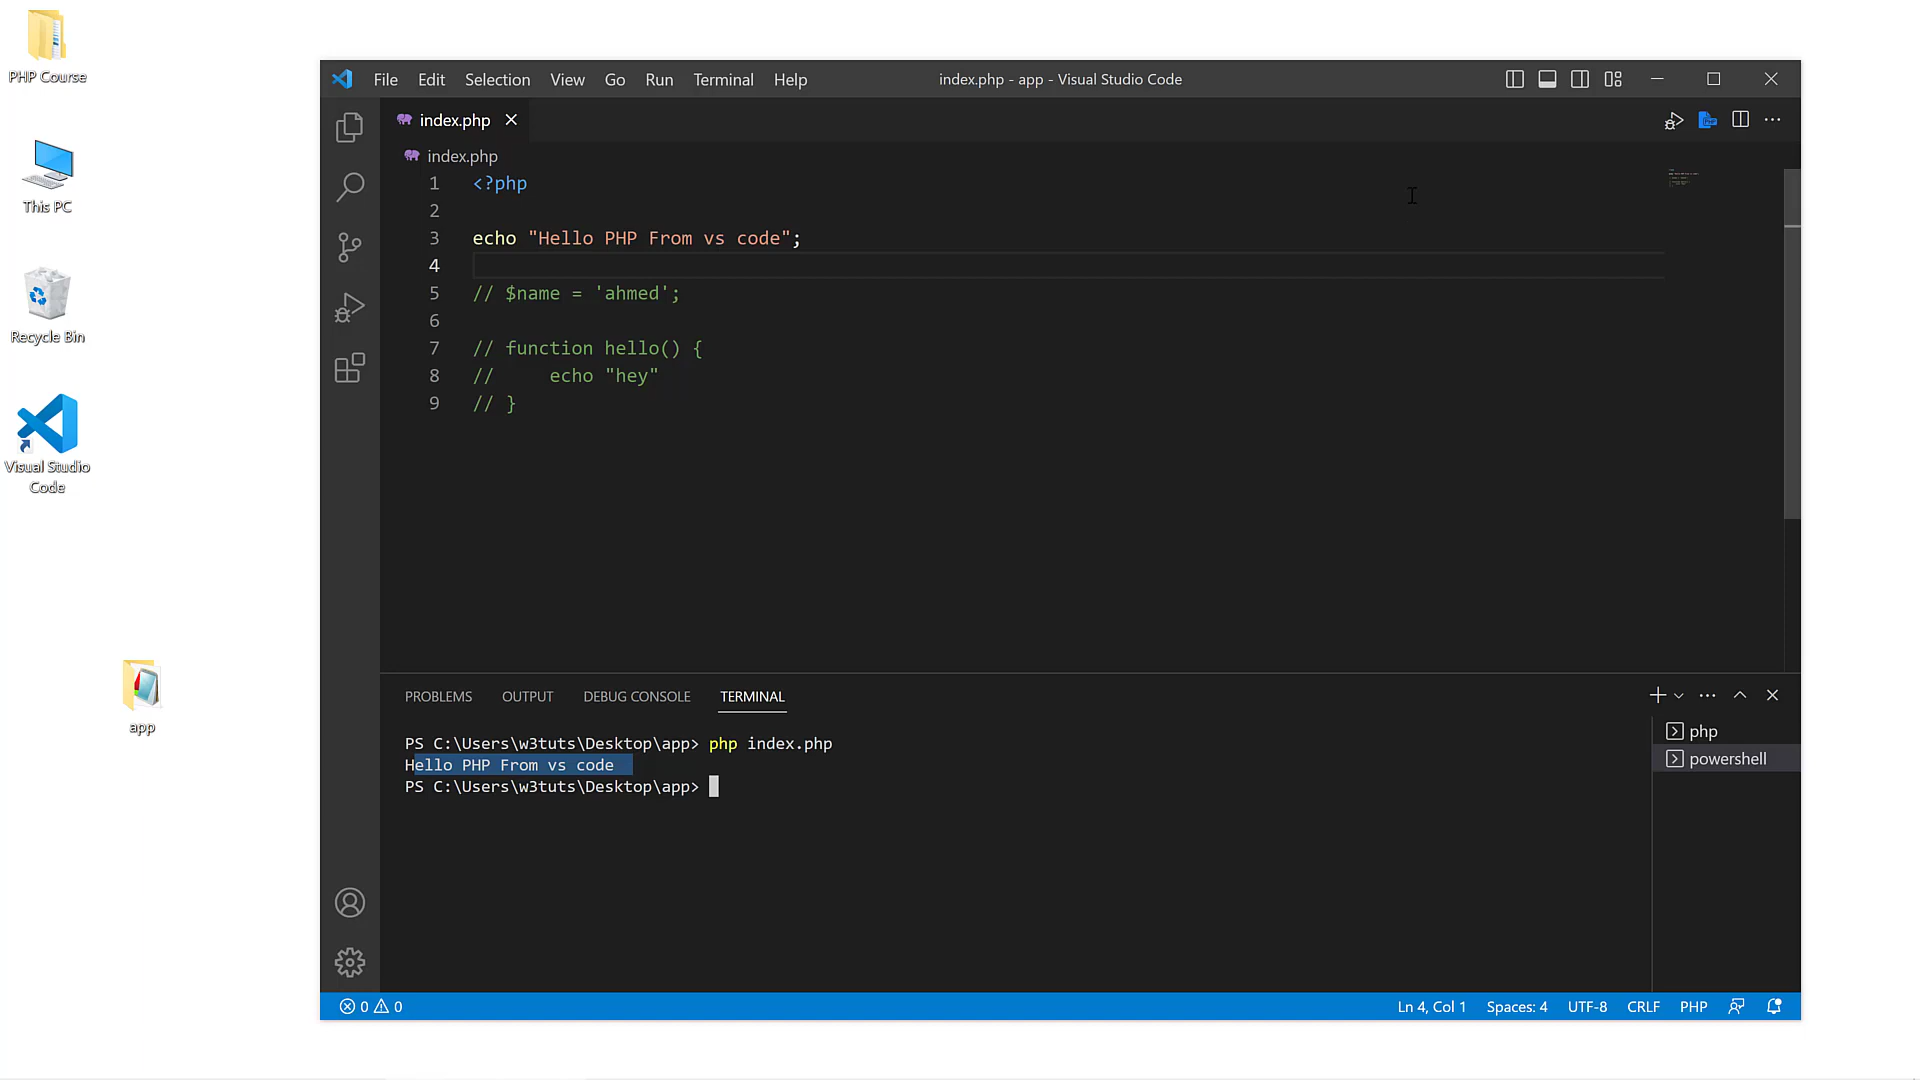 PHP Course
This PC
Recycle Bin
Visual Studio
Code
app
File Edit Selection View Go Run Terminal Help
index.php - app - Visual Studio Code
index.php
index.php
1 <?php
2
3 echo "Hello PHP From vs code";
4
5 // $name = 'ahmed';
6
7 // function hello() {
8 //     echo "hey"
9 // }
PROBLEMS OUTPUT DEBUG CONSOLE TERMINAL
PS C:\Users\w3tuts\Desktop\app> php index.php
Hello PHP From vs code
PS C:\Users\w3tuts\Desktop\app>
php
powershell
0 0
Ln 4, Col 1 Spaces: 4 UTF-8 CRLF PHP